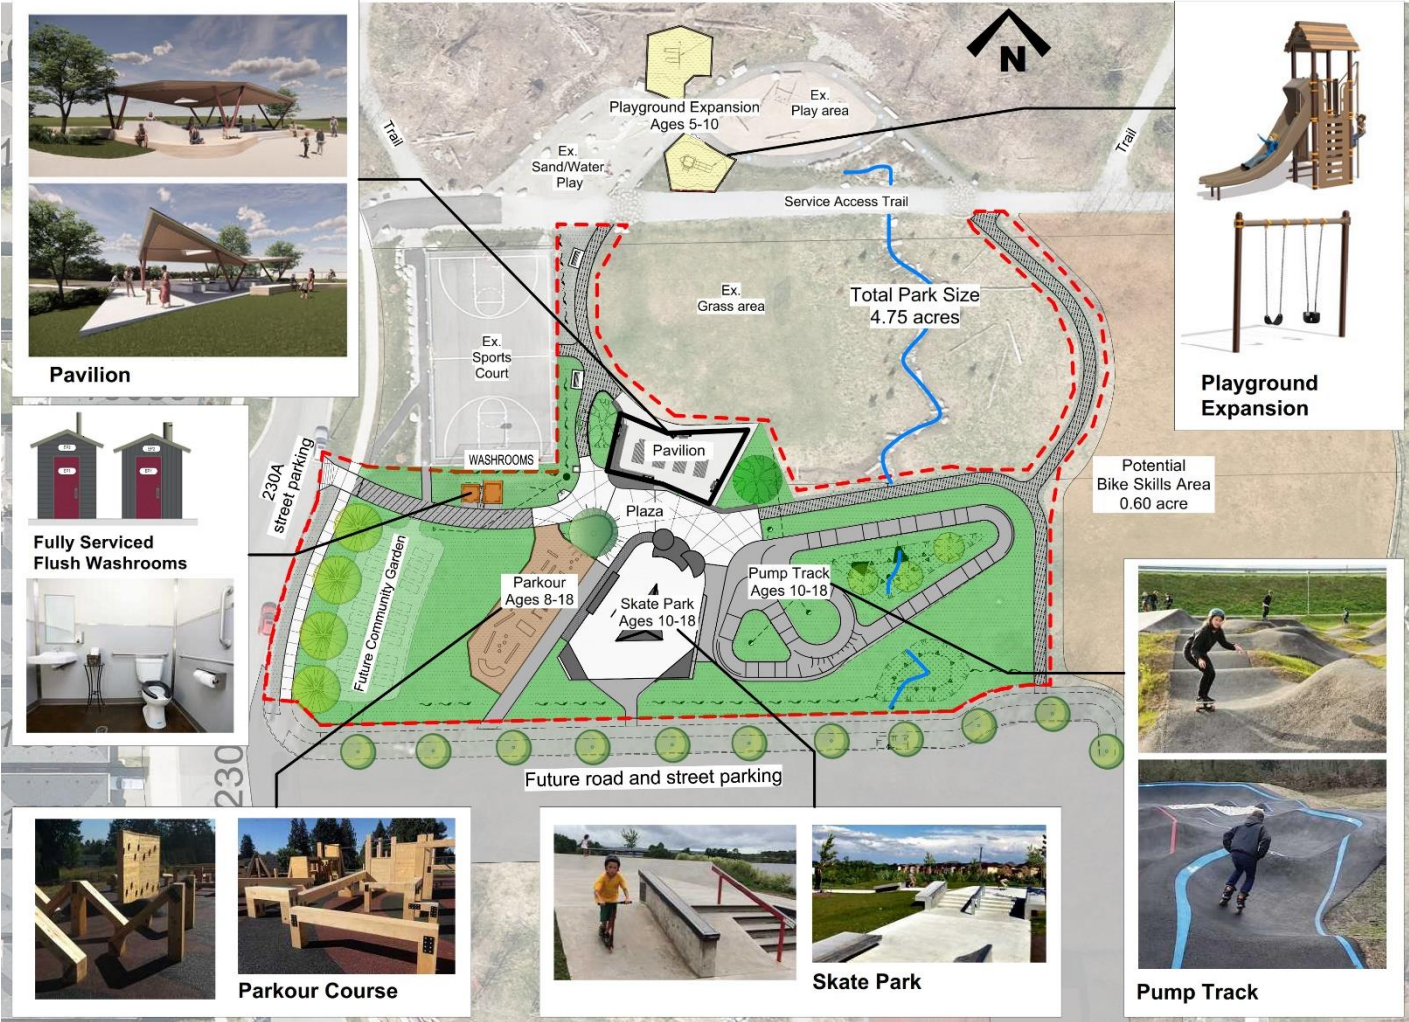 N
Playground Expansion
Ages 5-10
Ex.
Play area
Trail
Trail
Ex.
Sand/Water
Play
Service Access Trail
Pavilion
Playground
Expansion
Ex.
Grass area
Total Park Size
4.75 acres
Ex.
Sports
Court
230A
street parking
WASHROOMS
Pavilion
Potential
Bike Skills Area
0.60 acre
Plaza
Fully Serviced
Flush Washrooms
Future Community Garden
Parkour
Ages 8-18
Skate Park
Ages 10-18
Pump Track
Ages 10-18
230
Future road and street parking
Parkour Course
Skate Park
Pump Track